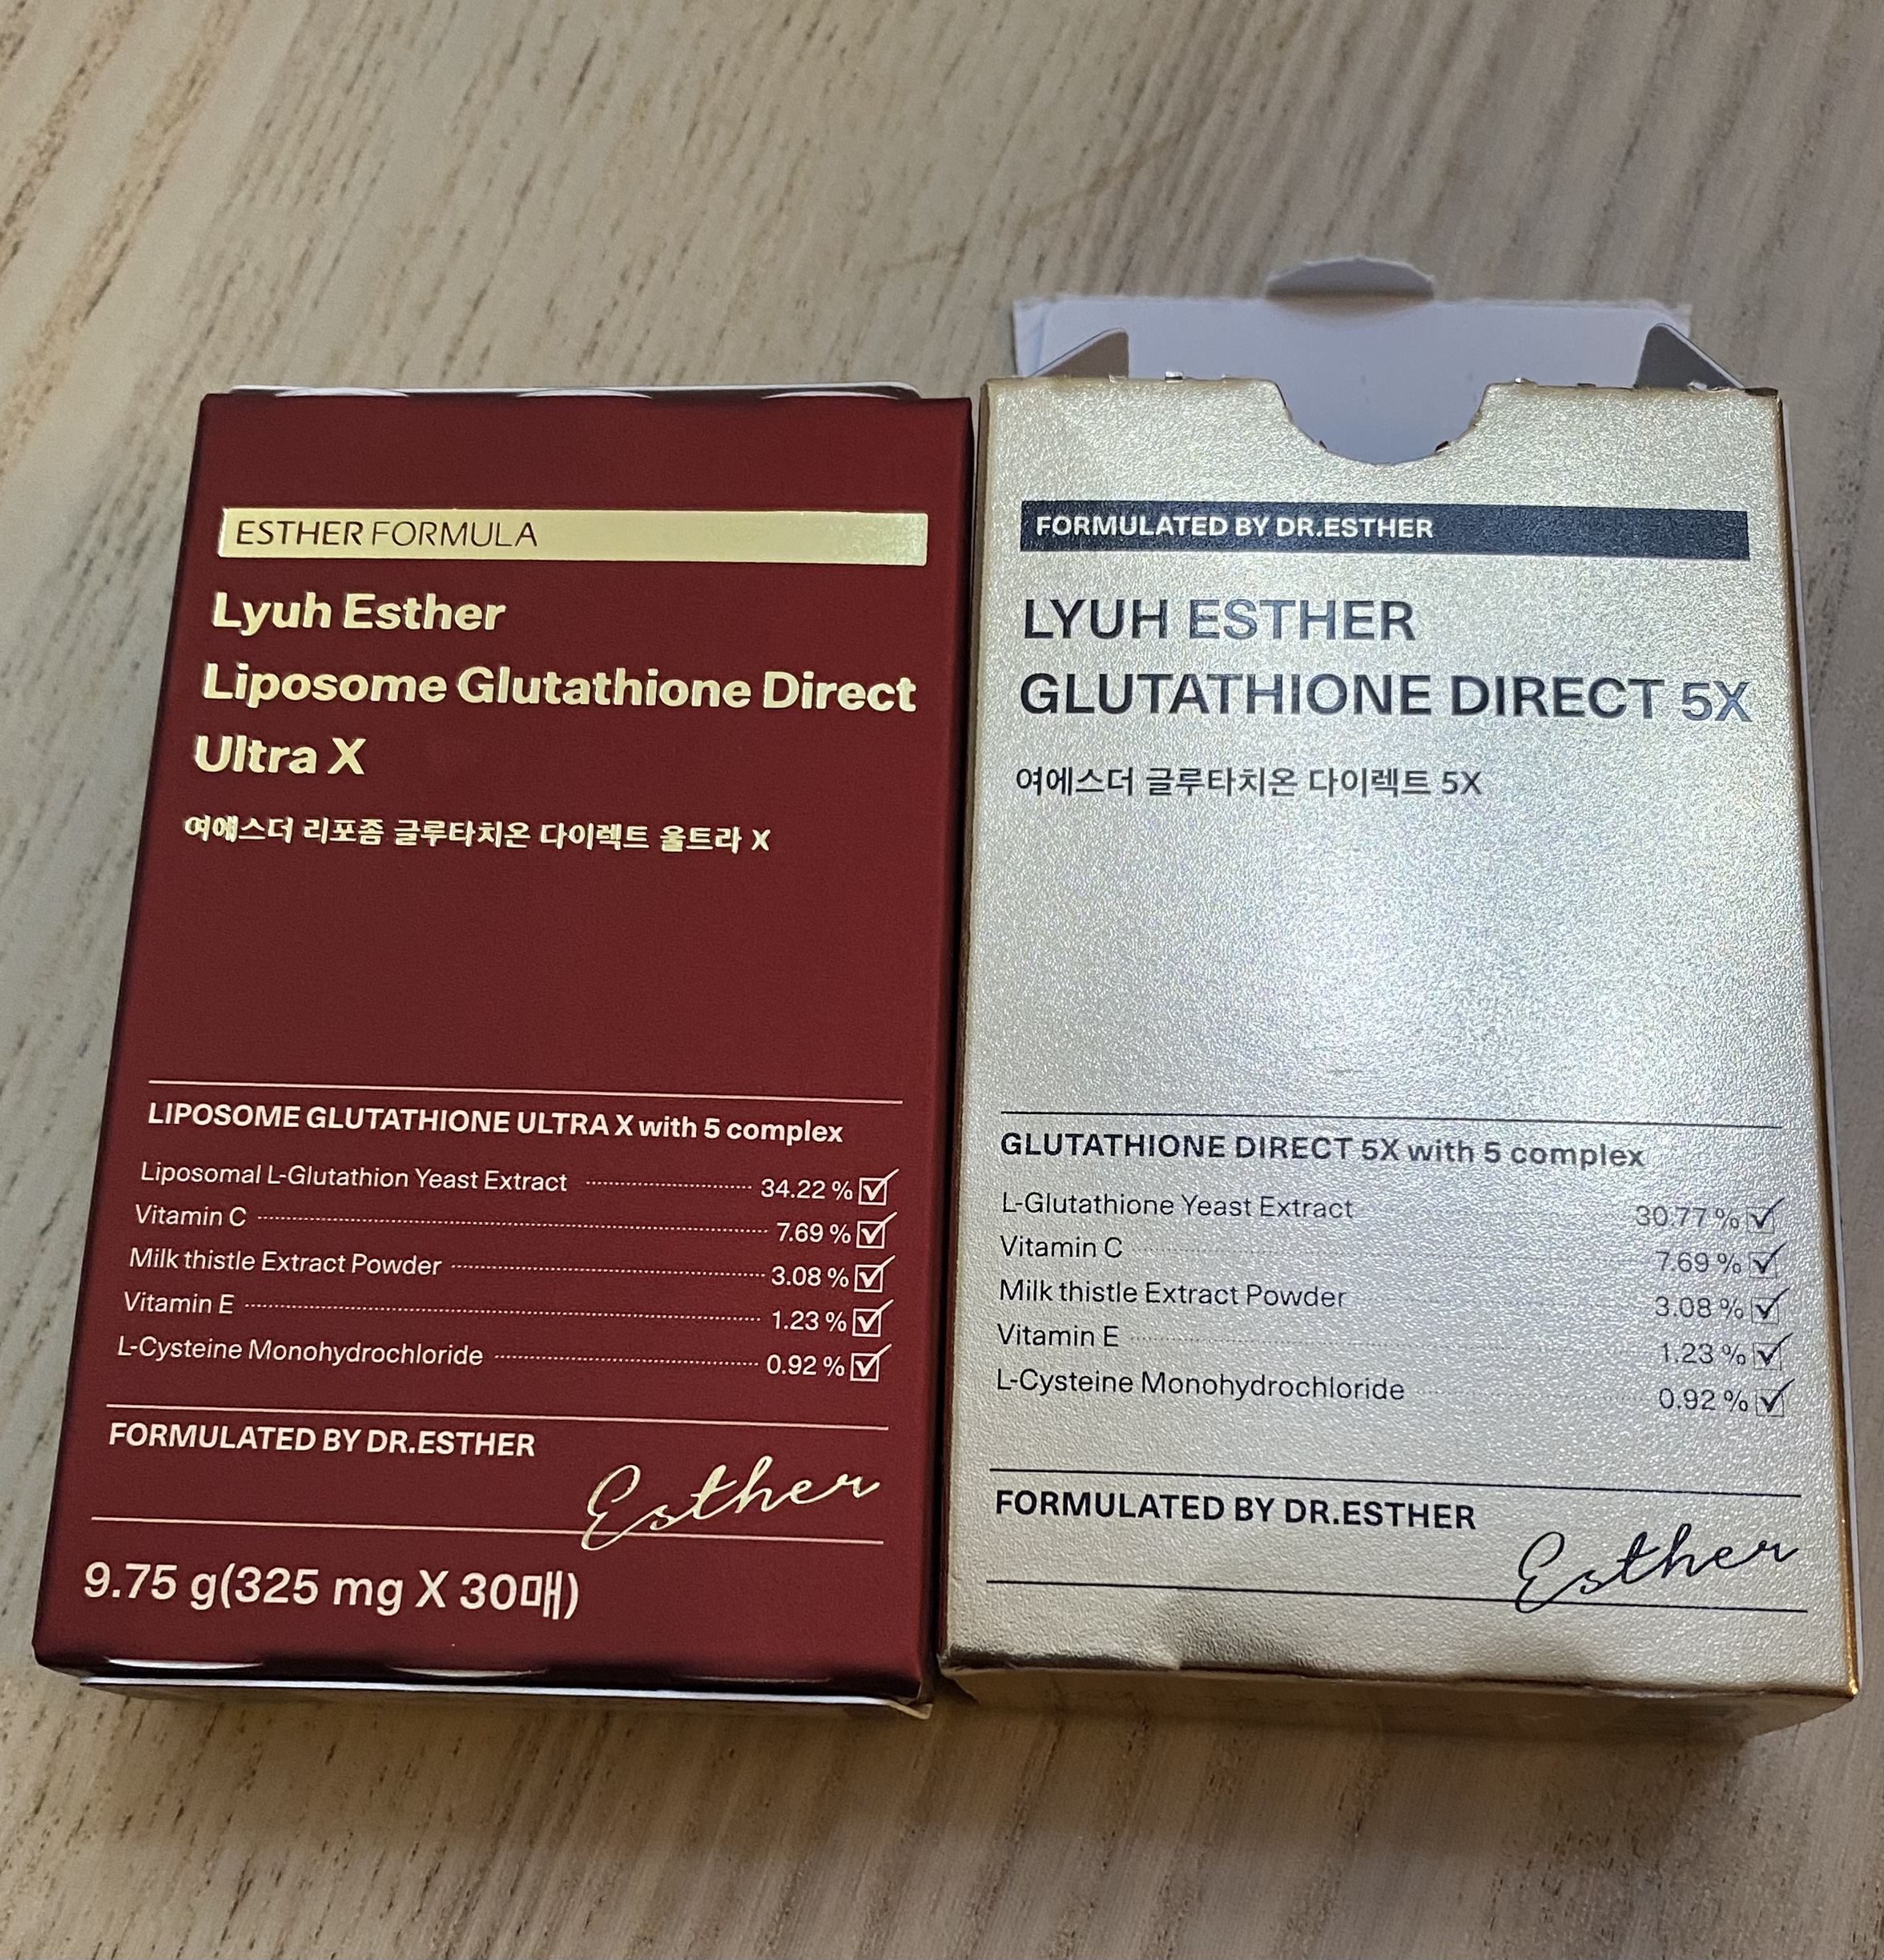 ESTHER FORMULA
Lyuh Esther
Liposome Glutathione Direct
Ultra X
여에스더 리포좀 글루타치온 다이렉트 울트라 X
LIPOSOME GLUTATHIONE ULTRA X with 5 complex
Liposomal L-Glutathion Yeast Extract 34.22 %
Vitamin C 7.69 %
Milk thistle Extract Powder 3.08 %
Vitamin E 1.23 %
L-Cysteine Monohydrochloride 0.92 %
FORMULATED BY DR.ESTHER
Esther
9.75 g(325 mg X 30매)
FORMULATED BY DR.ESTHER
LYUH ESTHER
GLUTATHIONE DIRECT 5X
여에스더 글루타치온 다이렉트 5X
GLUTATHIONE DIRECT 5X with 5 complex
L-Glutathione Yeast Extract 30.77 %
Vitamin C 7.69 %
Milk thistle Extract Powder 3.08 %
Vitamin E 1.23 %
L-Cysteine Monohydrochloride 0.92 %
FORMULATED BY DR.ESTHER
Esther